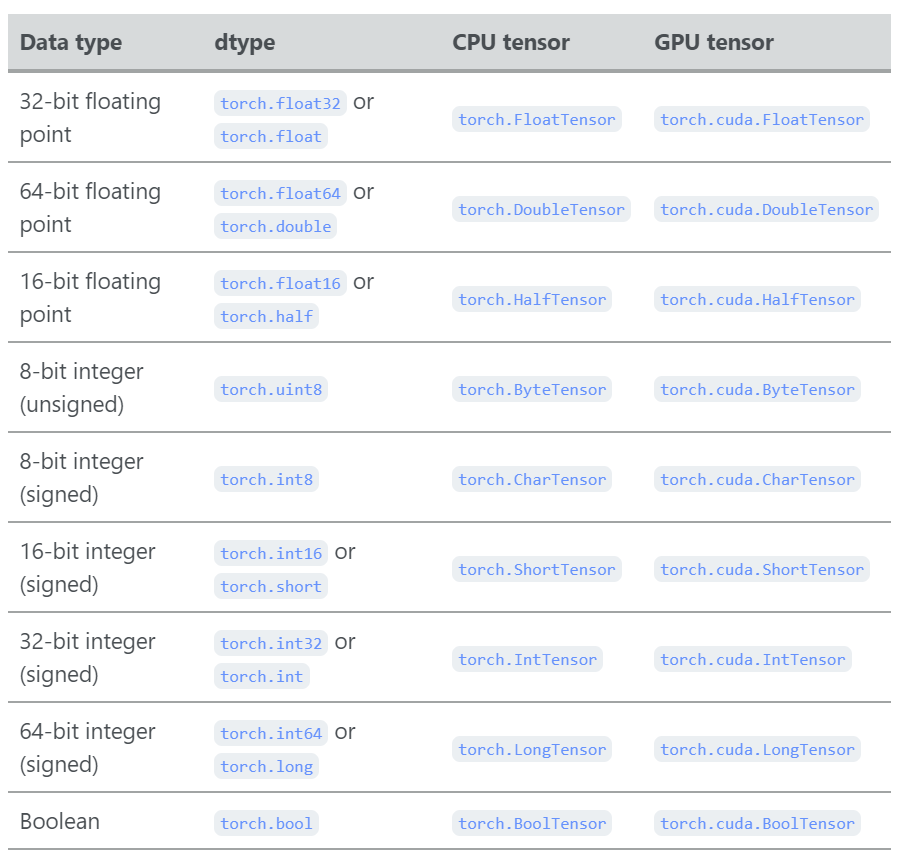 Data type dtype CPU tensor GPU tensor
32-bit floating point torch.float32 or torch.float torch.FloatTensor torch.cuda.FloatTensor
64-bit floating point torch.float64 or torch.double torch.DoubleTensor torch.cuda.DoubleTensor
16-bit floating point torch.float16 or torch.half torch.HalfTensor torch.cuda.HalfTensor
8-bit integer (unsigned) torch.uint8 torch.ByteTensor torch.cuda.ByteTensor
8-bit integer (signed) torch.int8 torch.CharTensor torch.cuda.CharTensor
16-bit integer (signed) torch.int16 or torch.short torch.ShortTensor torch.cuda.ShortTensor
32-bit integer (signed) torch.int32 or torch.int torch.IntTensor torch.cuda.IntTensor
64-bit integer (signed) torch.int64 or torch.long torch.LongTensor torch.cuda.LongTensor
Boolean torch.bool torch.BoolTensor torch.cuda.BoolTensor